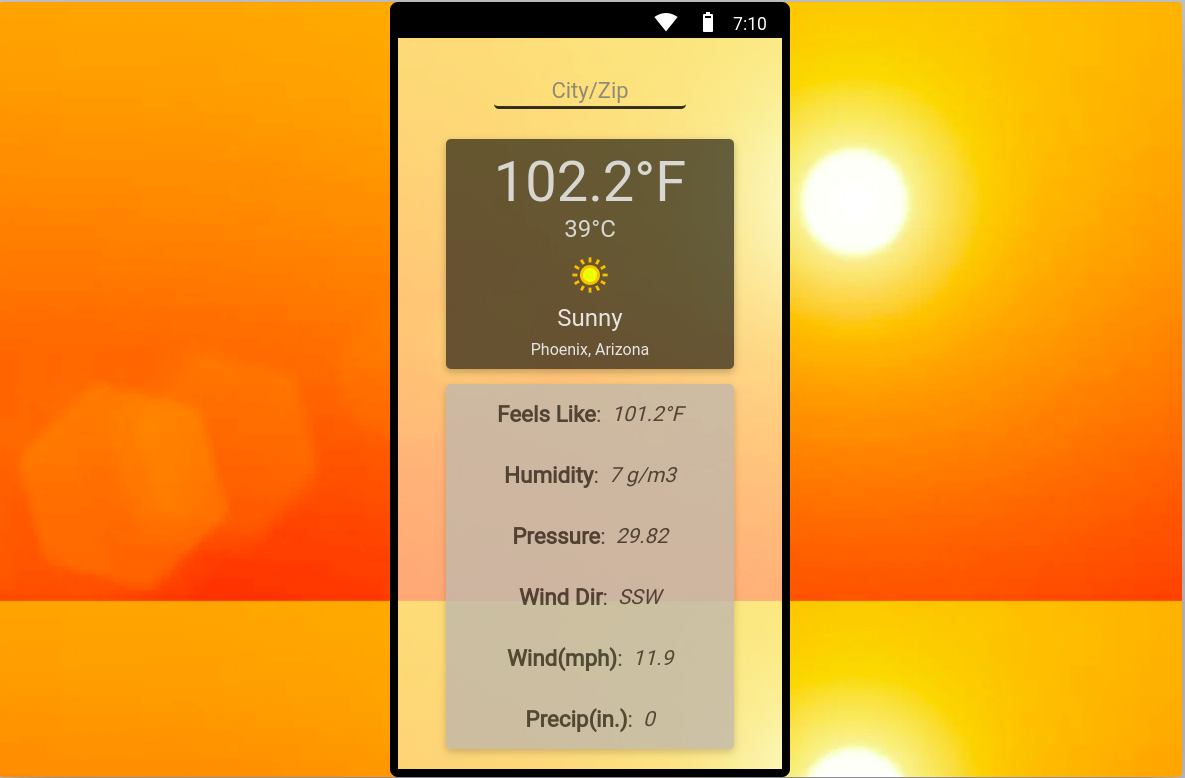 7:10
City/Zip
102.2°F
39°C
Sunny
Phoenix, Arizona
Feels Like: 101.2°F
Humidity: 7 g/m3
Pressure: 29.82
Wind Dir: SSW
Wind(mph): 11.9
Precip(in.): 0